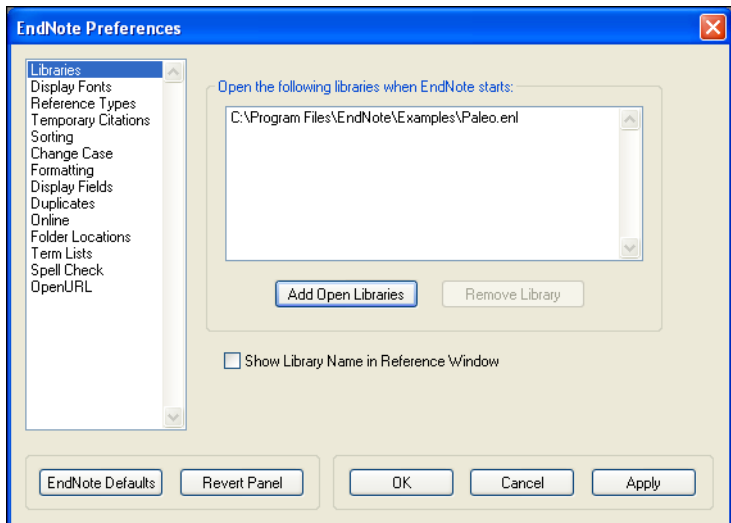 EndNote Preferences
Libraries
Display Fonts
Reference Types
Temporary Citations
Sorting
Change Case
Formatting
Display Fields
Duplicates
Online
Folder Locations
Term Lists
Spell Check
OpenURL
Open the following libraries when EndNote starts:
C:\Program Files\EndNote\Examples\Paleo.enl
Add Open Libraries
Remove Library
Show Library Name in Reference Window
EndNote Defaults
Revert Panel
OK
Cancel
Apply